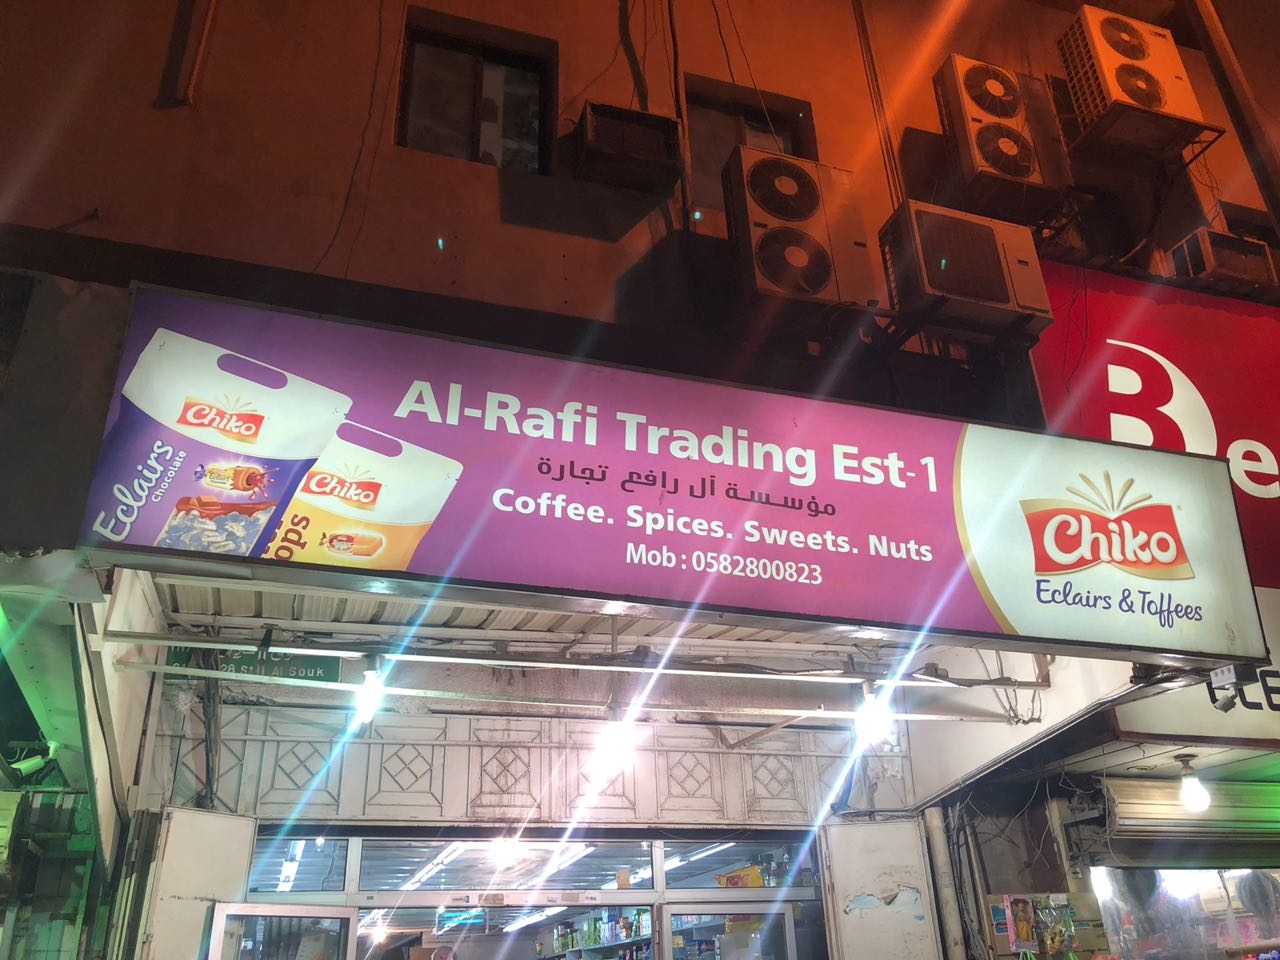 Chiko
Eclairs
chocolate
Chiko
ops
Al-Rafi Trading Est-1
مؤسسة آل رافع تجارة
Coffee. Spices. Sweets. Nuts
Mob : 0582800823
Chiko
Eclairs & Toffees
28 St.
Al Souk